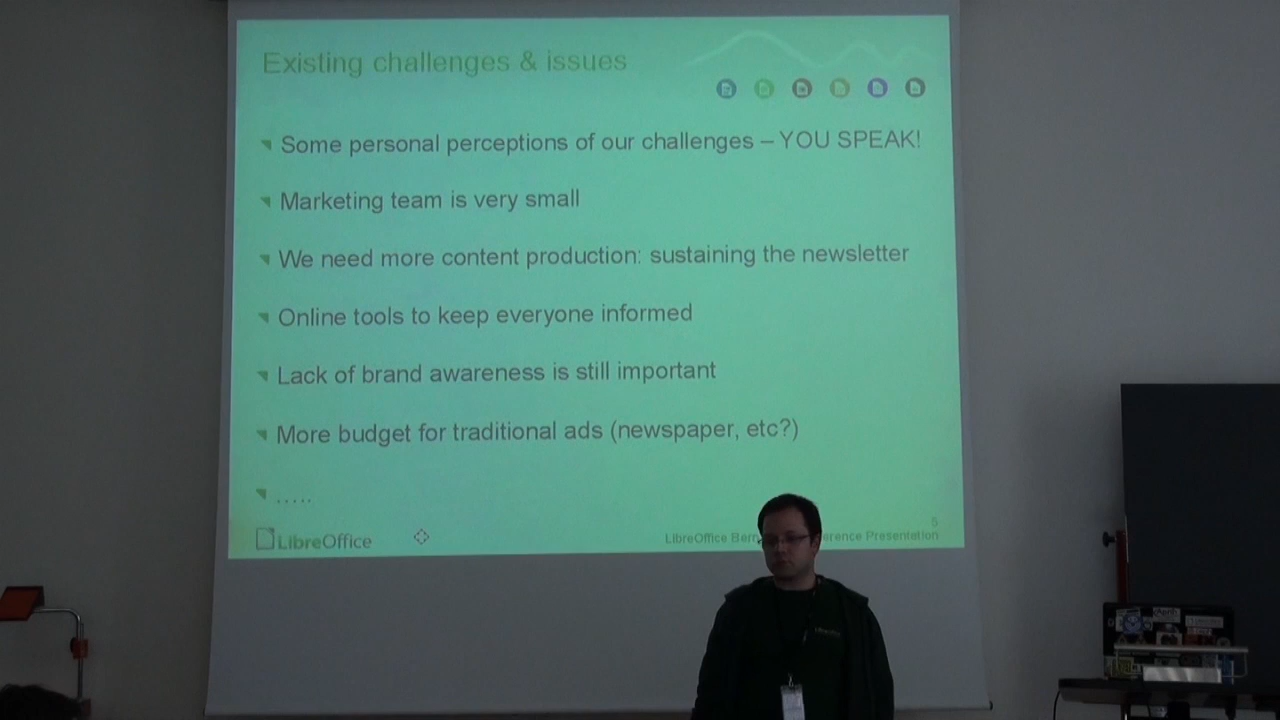 Existing challenges & issues
Some personal perceptions of our challenges – YOU SPEAK!
Marketing team is very small
We need more content production: sustaining the newsletter
Online tools to keep everyone informed
Lack of brand awareness is still important
More budget for traditional ads (newspaper, etc?)
.....
5
LibreOffice
LibreOffice Bern erence Presentation